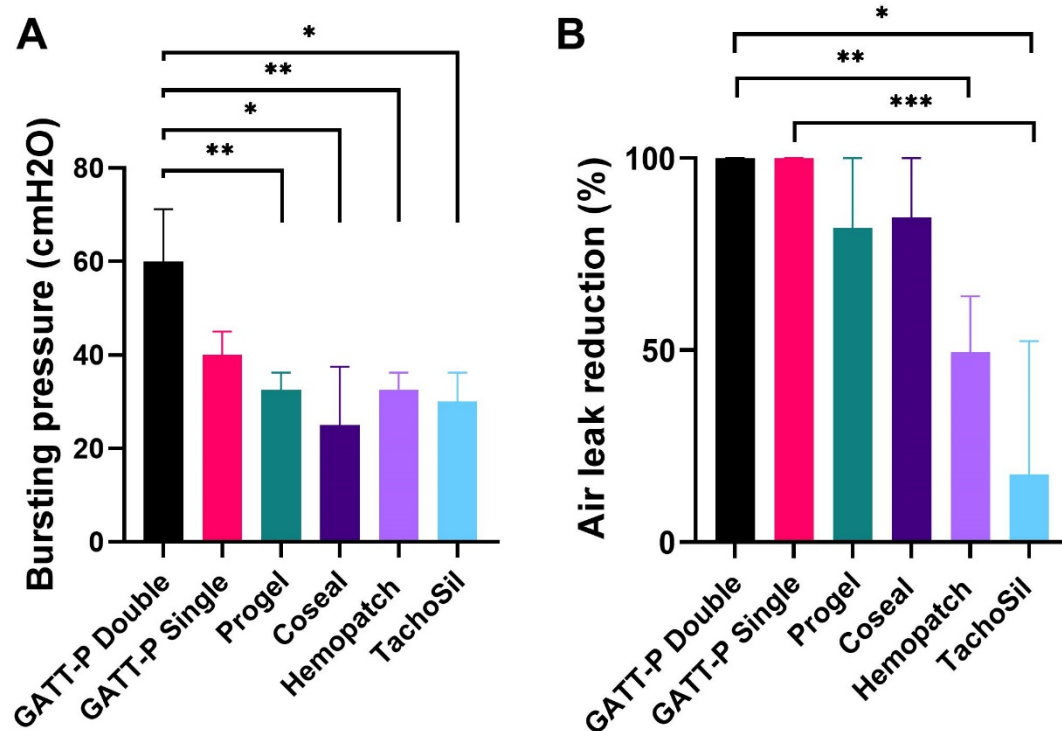 A
*
**
*
**
Bursting pressure (cmH2O)
80
60
40
20
0
GATT-P Double
GATT-P Single
Progel
Coseal
Hemopatch
TachoSil
B
*
**
***
Air leak reduction (%)
100
50
0
GATT-P Double
GATT-P Single
Progel
Coseal
Hemopatch
TachoSil